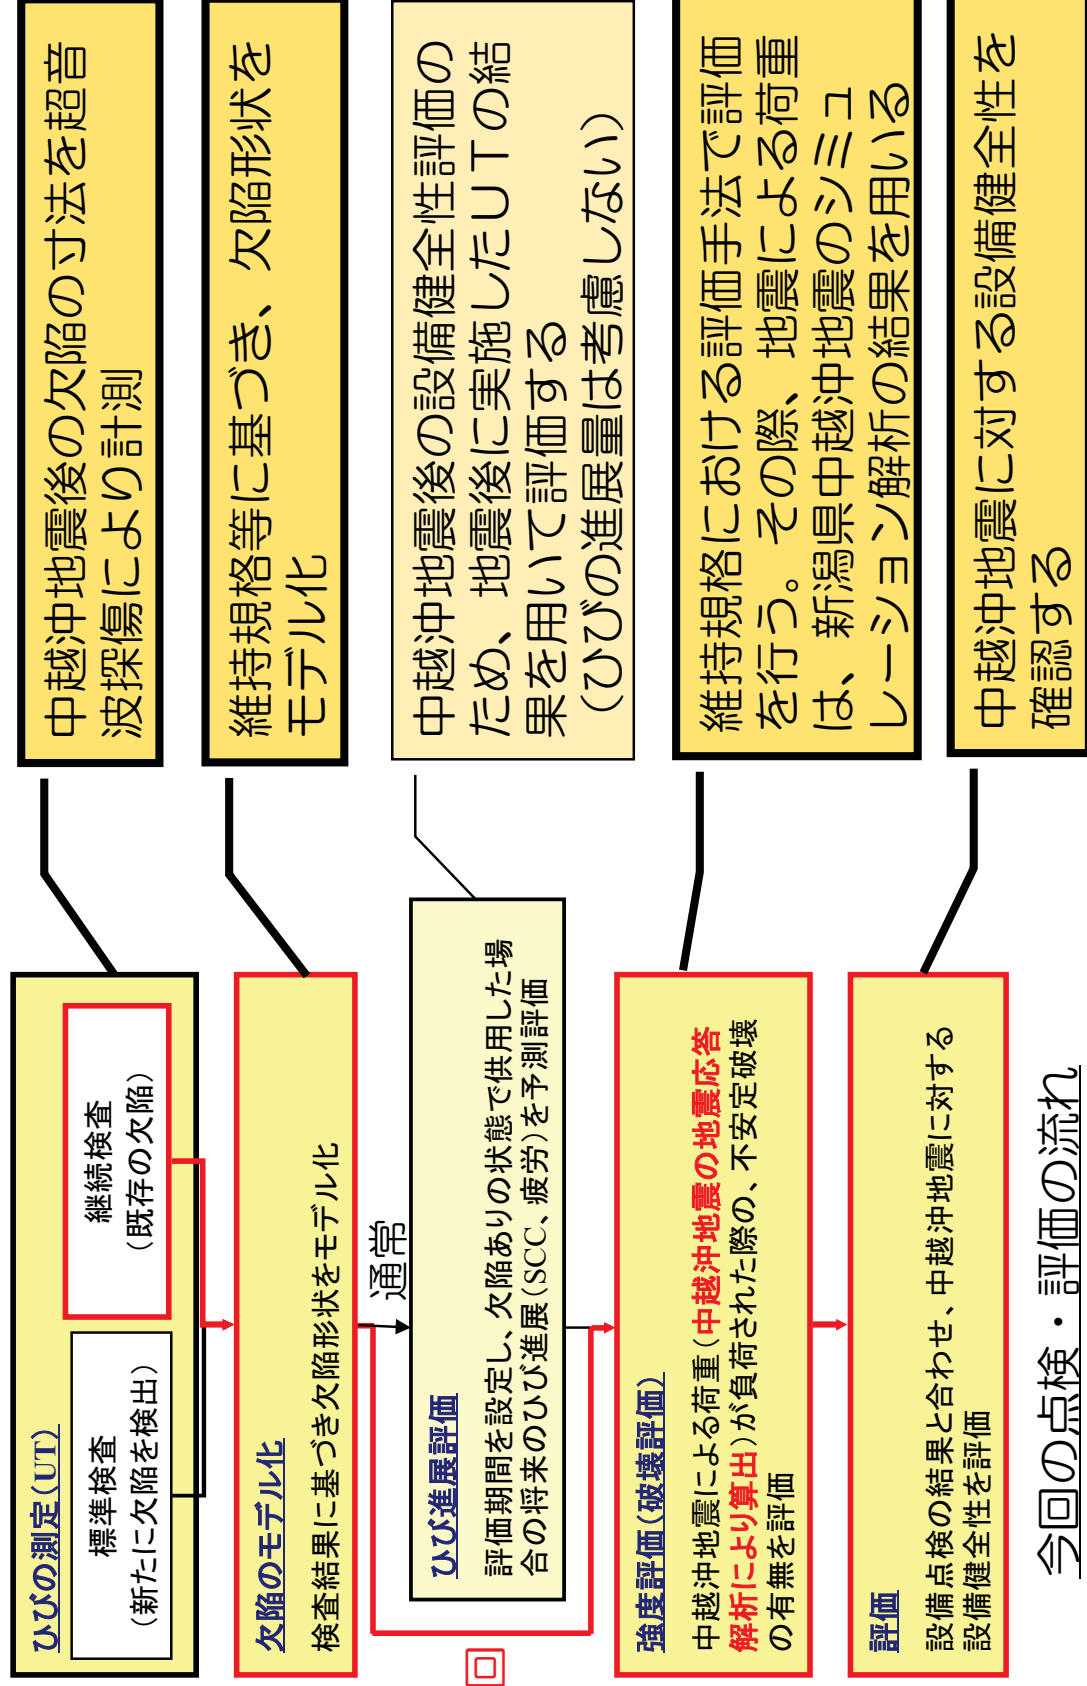 ひびの測定(UT)
標準検査
（新たに欠陥を検出）
継続検査
（既存の欠陥）
中越沖地震後の欠陥の寸法を超音
波探傷により計測
欠陥のモデル化
検査結果に基づき欠陥形状をモデル化
維持規格等に基づき、欠陥形状を
モデル化
通常
ひび進展評価
評価期間を設定し、欠陥ありの状態で供用した場
合の将来のひび進展(SCC、疲労)を予測評価
中越沖地震後の設備健全性評価の
ため、地震後に実施したＵＴの結
果を用いて評価する
（ひびの進展量は考慮しない）
強度評価(破壊評価)
中越沖地震による荷重(中越沖地震の地震応答
解析により算出)が負荷された際の、不安定破壊
の有無を評価
維持規格における評価手法で評価
を行う。その際、地震による荷重
は、新潟県中越沖地震のシミュ
レーション解析の結果を用いる
評価
設備点検の結果と合わせ、中越沖地震に対する
設備健全性を評価
中越沖地震に対する設備健全性を
確認する
今回の点検・評価の流れ